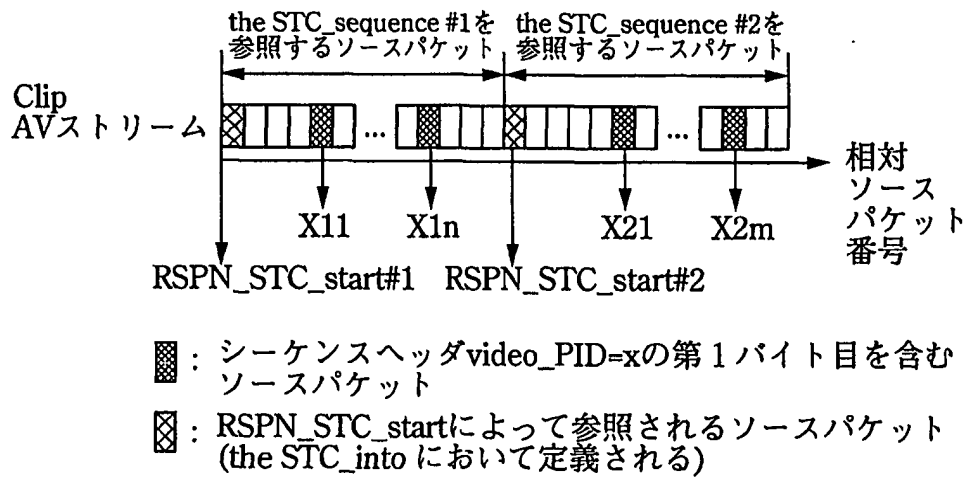 the STC_sequence #1を
参照するソースパケット
the STC_sequence #2を
参照するソースパケット
Clip
AVストリーム
...
...
相対
ソース
パケット
番号
X11
X1n
X21
X2m
RSPN_STC_start#1
RSPN_STC_start#2
: シーケンスヘッダvideo_PID=xの第1バイト目を含む
ソースパケット
: RSPN_STC_startによって参照されるソースパケット
(the STC_into において定義される)